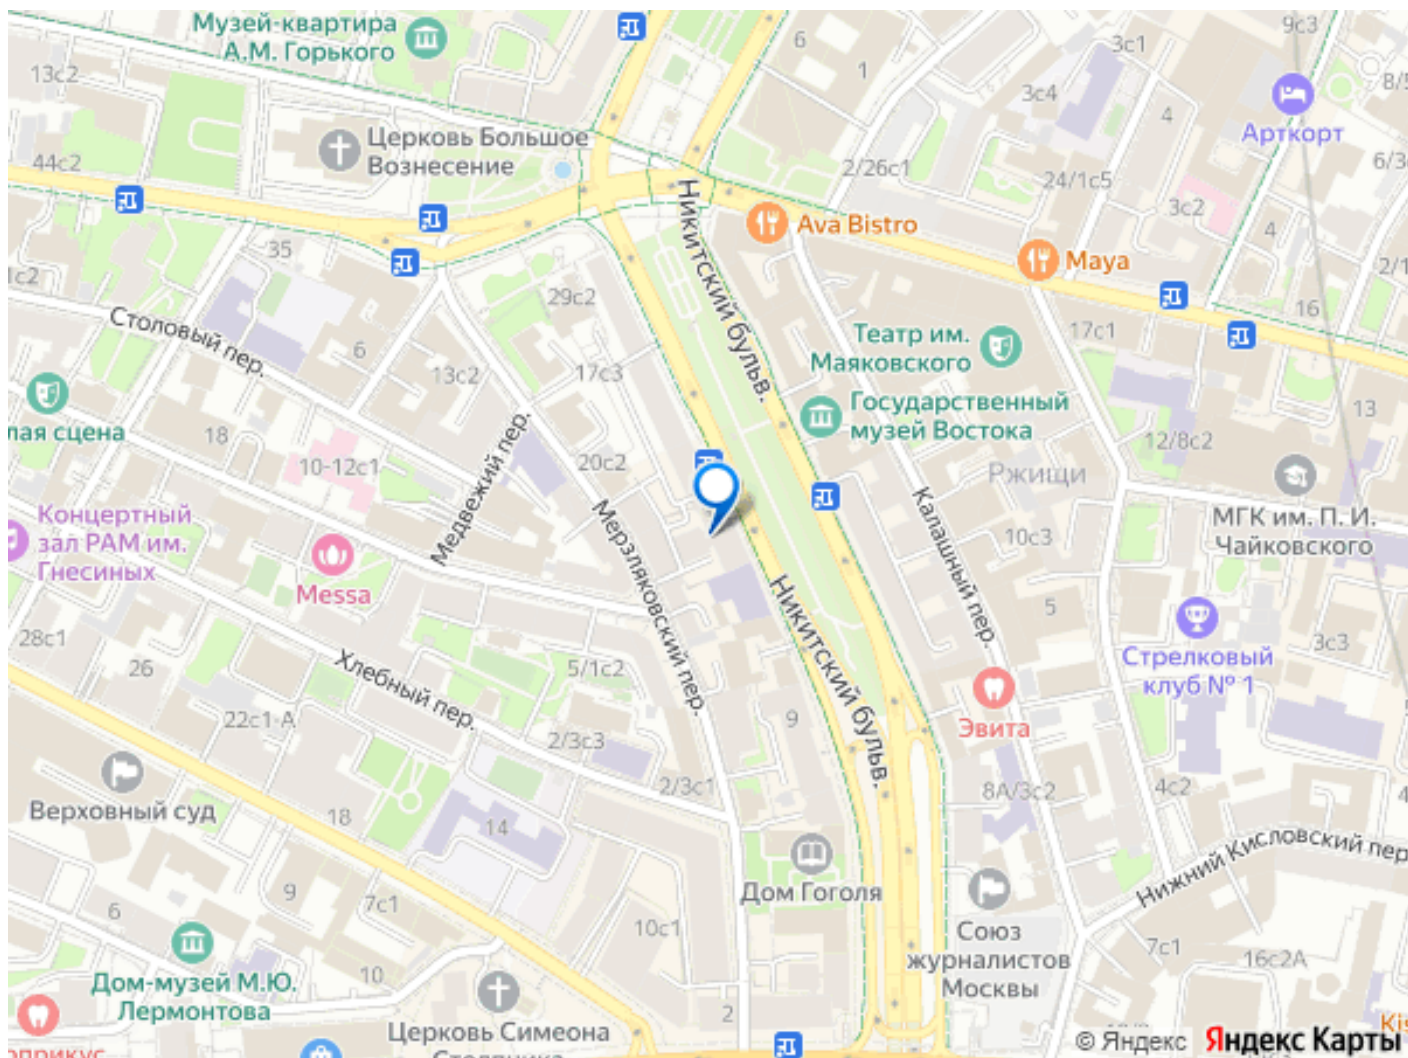 Музей-квартира
А.М. Горького
6
1
3с1
9с3
13с2
3с4
4
Арткорт
Церковь Большое
Вознесение
44с2
2/26с1
24/1с5
3с2
4
35
Ava Bistro
Maya
29с2
16
17с1
Столовый пер.
Никитский бульв.
6
13с2
17с3
Театр им.
Маяковского
Государственный
музей Востока
13
лая сцена
18
10-12с1
Медвежий пер.
20с2
12/8с2
Ржищи
Концертный
зал РАМ им.
Гнесиных
Messa
Мерзляковский пер.
Калашный пер.
10с3
МГК им. П. И.
Чайковского
28с1
26
Хлебный пер.
5/1с2
Никитский бульв.
5
3с3
Стрелковый
клуб № 1
22с1-А
2/3с3
9
Эвита
Верховный суд
18
14
2/3с1
8А/3с2
4с2
Нижний Кисловский пер
9
7с1
6
Дом Гоголя
10с1
Союз
журналистов
Москвы
7с1
16с2А
Дом-музей М.Ю.
Лермонтова
10
2
Церковь Симеона
© Яндекс Яндекс Карты